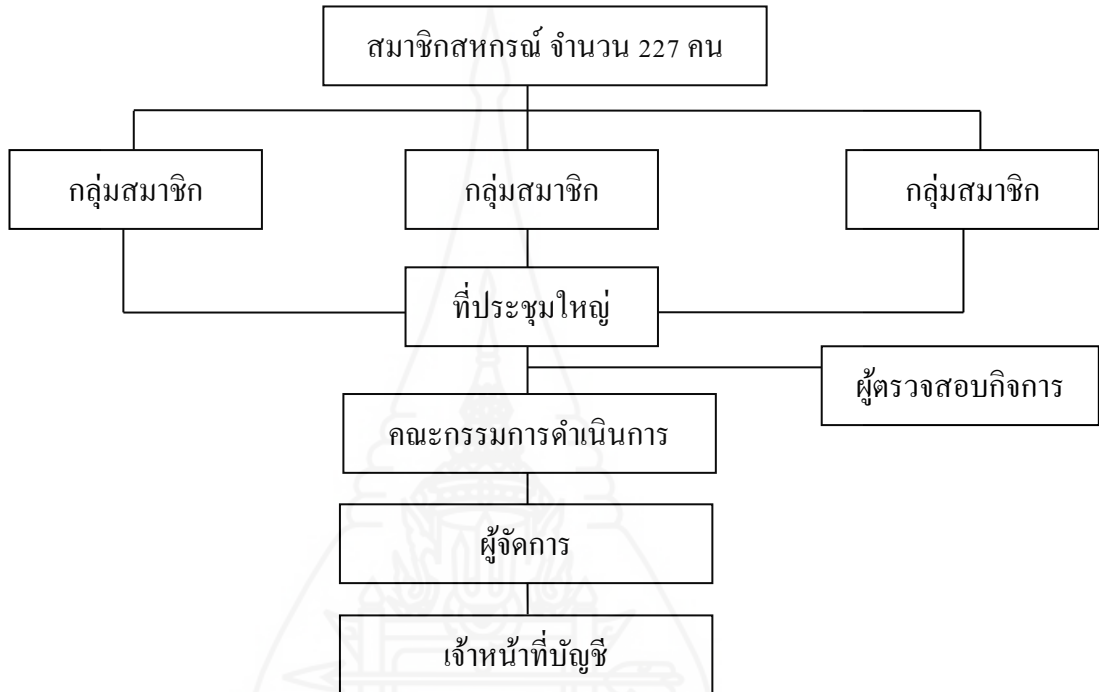 สมาชิกสหกรณ์ จำนวน 227 คน
กลุ่มสมาชิก
กลุ่มสมาชิก
กลุ่มสมาชิก
ที่ประชุมใหญ่
ผู้ตรวจสอบกิจการ
คณะกรรมการดำเนินการ
ผู้จัดการ
เจ้าหน้าที่บัญชี